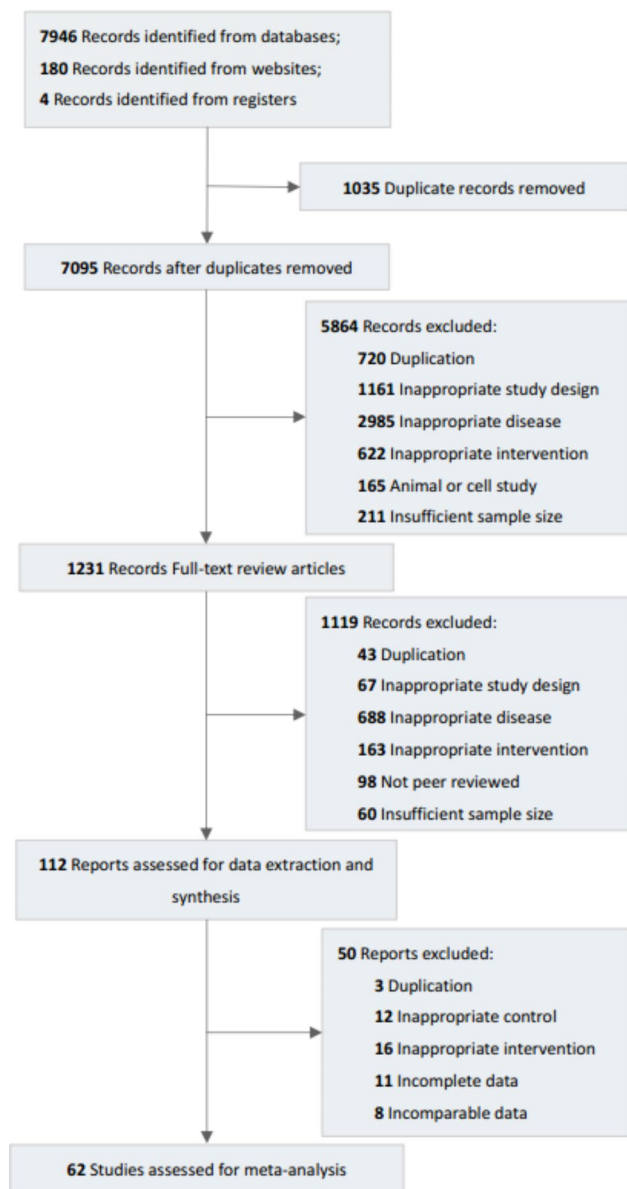 7946 Records identified from databases;
180 Records identified from websites;
4 Records identified from registers
1035 Duplicate records removed
7095 Records after duplicates removed
5864 Records excluded:
720 Duplication
1161 Inappropriate study design
2985 Inappropriate disease
622 Inappropriate intervention
165 Animal or cell study
211 Insufficient sample size
1231 Records Full-text review articles
1119 Records excluded:
43 Duplication
67 Inappropriate study design
688 Inappropriate disease
163 Inappropriate intervention
98 Not peer reviewed
60 Insufficient sample size
112 Reports assessed for data extraction and
synthesis
50 Reports excluded:
3 Duplication
12 Inappropriate control
16 Inappropriate intervention
11 Incomplete data
8 Incomparable data
62 Studies assessed for meta-analysis